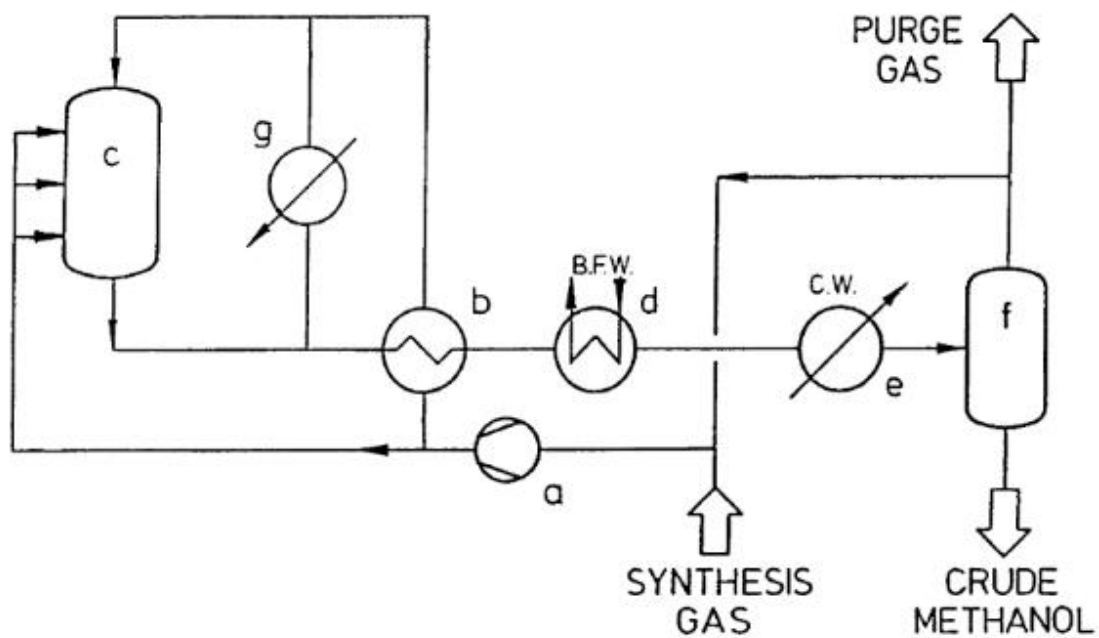 PURGE
GAS
c
g
B.F.W.
b
d
C.W.
f
e
a
SYNTHESIS
GAS
CRUDE
METHANOL